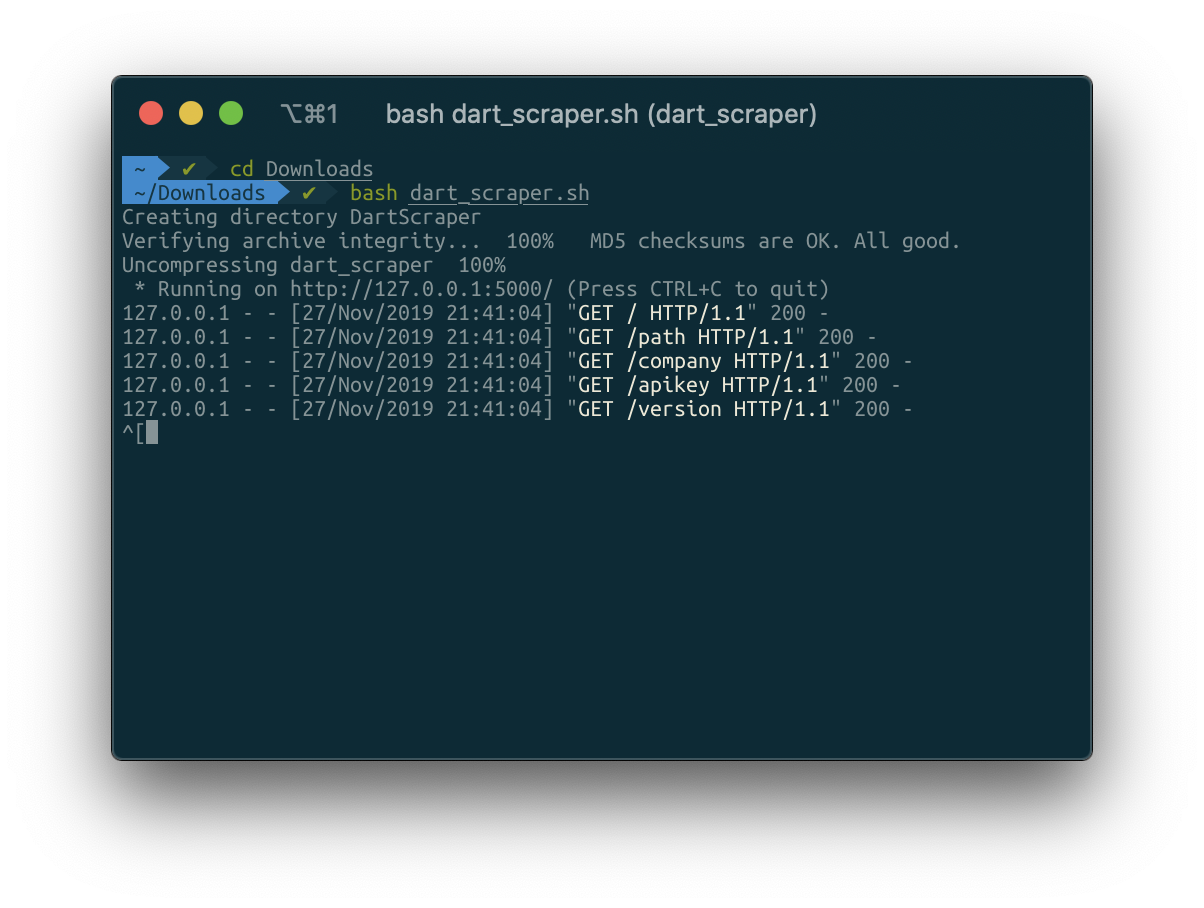 ⌥⌘1 bash dart_scraper.sh (dart_scraper)
~ ✔ cd Downloads
~/Downloads ✔ bash dart_scraper.sh
Creating directory DartScraper
Verifying archive integrity...  100%   MD5 checksums are OK. All good.
Uncompressing dart_scraper  100%
 * Running on http://127.0.0.1:5000/ (Press CTRL+C to quit)
127.0.0.1 - - [27/Nov/2019 21:41:04] "GET / HTTP/1.1" 200 -
127.0.0.1 - - [27/Nov/2019 21:41:04] "GET /path HTTP/1.1" 200 -
127.0.0.1 - - [27/Nov/2019 21:41:04] "GET /company HTTP/1.1" 200 -
127.0.0.1 - - [27/Nov/2019 21:41:04] "GET /apikey HTTP/1.1" 200 -
127.0.0.1 - - [27/Nov/2019 21:41:04] "GET /version HTTP/1.1" 200 -
^[